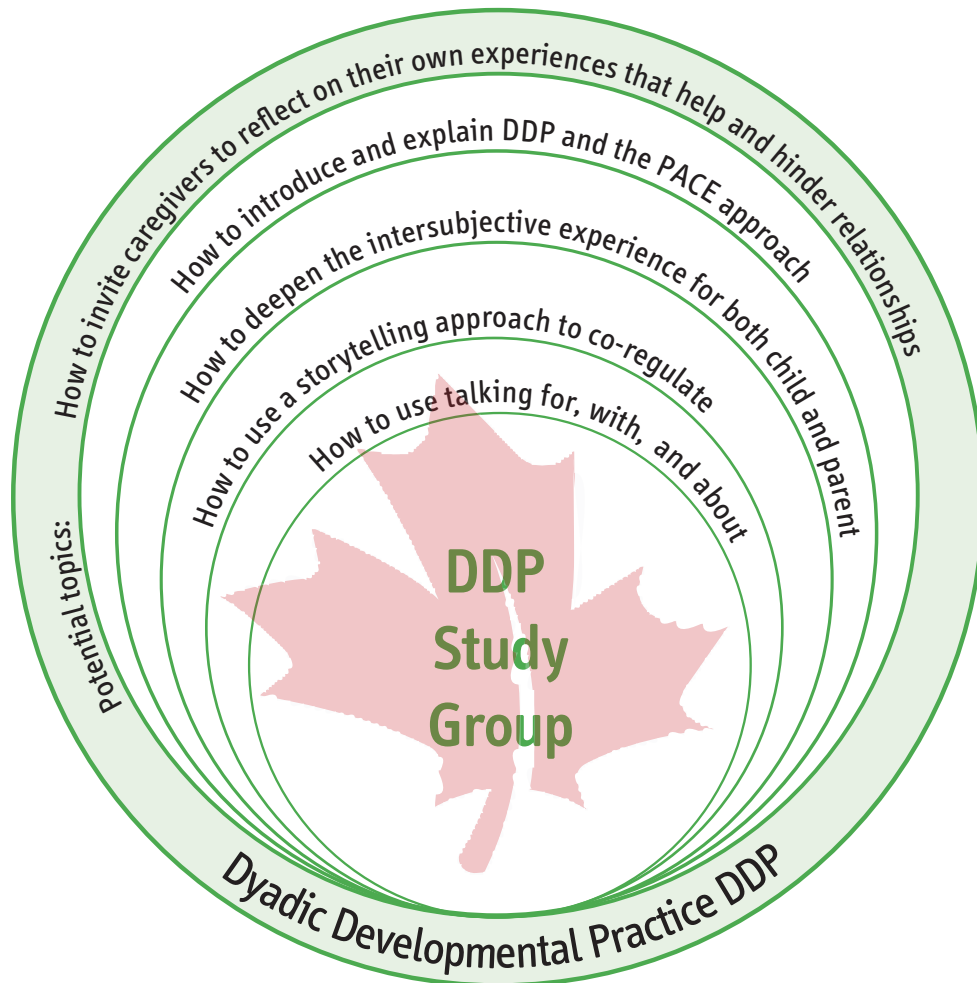 Potential topics:
How to invite caregivers to reflect on their own experiences that help and hinder relationships
How to introduce and explain DDP and the PACE approach
How to deepen the intersubjective experience for both child and parent
How to use a storytelling approach to co-regulate
How to use talking for, with, and about
DDP
Study
Group
Dyadic Developmental Practice DDP